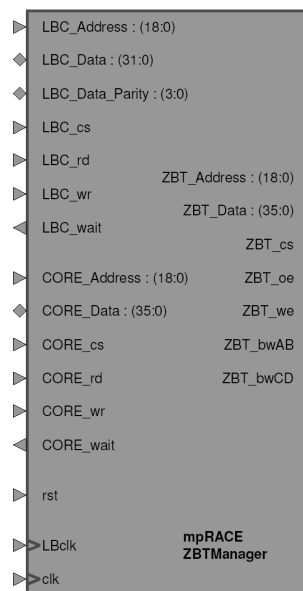 LBC_Address : (18:0)
LBC_Data : (31:0)
LBC_Data_Parity : (3:0)
LBC_cs
LBC_rd
LBC_wr
LBC_wait
CORE_Address : (18:0)
CORE_Data : (35:0)
CORE_cs
CORE_rd
CORE_wr
CORE_wait
rst
LBclk
clk
ZBT_Address : (18:0)
ZBT_Data : (35:0)
ZBT_cs
ZBT_oe
ZBT_we
ZBT_bwAB
ZBT_bwCD
mpRACE
ZBTManager